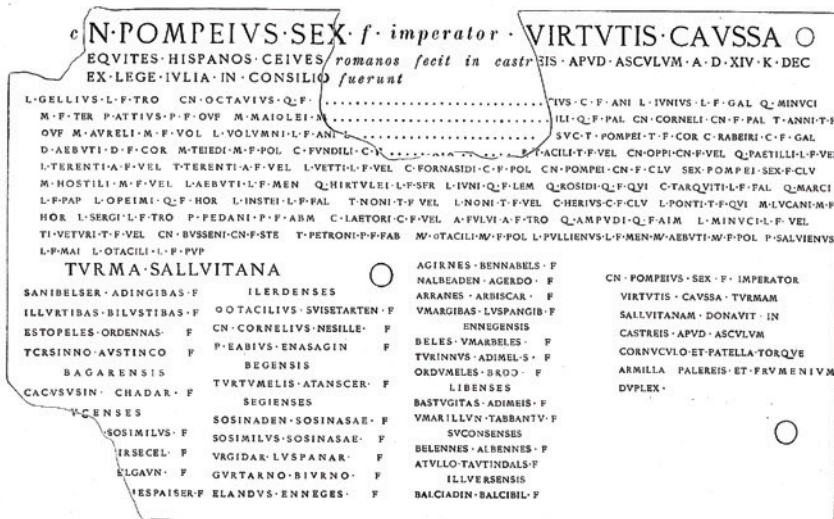 c N·POMPEIVS·SEX· f· imperator · VIRTVTIS·CAVSSA
EQVITES·HISPANOS·CEIVES romanos fecit in castrEIS·APVD·ASCVLVM·A·D·XIV·K·DEC
EX·LEGE·IVLIA·IN·CONSILIO fuerunt
L·GELLIVS·L·F·TRO CN·OCTAVIVS·Q·F· CIVS·C·F·ANI L·IVNIVS·L·F·GAL Q·MINVCI
M·F·TER P·ATTIVS·P·F·OVF M·MAIOLEI·M ILI·Q·F·PAL CN·CORNELI·CN·F·PAL T·ANNI·T·F
OVF M·AVRELI·M·F·VOL L·VOLVMNI·L·F·ANI L SVC·T·POMPEI·T·F·COR C·RABEIRI·C·F·GAL
D·AEBVTI·D·F·COR M·TEIEDI·M·F·POL C·FVNDILI·C·F T·ACILI·T·F·VEL CN·OPPI·CN·F·VEL Q·PAETILLI·L·F·VEL
L·TERENTI·A·F·VEL T·TERENTI·A·F·VEL L·VETTI·L·F·VEL C·FORNASIDI·C·F·POL CN·POMPEI·CN·F·CLV SEX·POMPEI·SEX·F·CLV
M·HOSTILI·M·F·VEL L·AEBVTI·L·F·MEN Q·HIRTVLEI·L·F·SER L·IVNI·Q·F·LEM Q·ROSIDI·Q·F·QVI C·TARQVITI·L·F·FAL Q·MARCI
L·F·PAP L·OPEIMI·Q·F·HOR L·INSTEI·L·F·FAL T·NONI·T·F·VEL L·NONI·T·F·VEL C·HERIVS·C·F·CLV L·PONTI·T·F·QVI M·LVCANI·M·F
HOR L·SERGI·L·F·TRO P·PEDANI·P·F·ABM C·LAETORI·C·F·VEL A·FVLVI·A·F·TRO Q·AMPVDI·Q·F·AIM L·MINVCI·L·F·VEL
TI·VETVRI·T·F·VEL CN·BVSSENI·CN·F·STE T·PETRONI·P·F·FAB M·OTACILI·M·F·POL L·PVLLIENVS·L·F·MEN·M·AEBVTI·M·F·POL P·SALVIENVS
L·F·MAI L·OTACILI·L·F·PVP
TVRMA·SALLVITANA
SANIBELSER·ADINGIBAS·F
ILLVRTIBAS·BILVSTIBAS·F
ESTOPELES·ORDENNAS· F
TCRSINNO·AVSTINCO F
BAGARENSIS
CACVSVSIN· CHADAR· F
CENSES
SOSIMILVS· F
IRSECEL· F
ELGAVN· F
IESPAISER·F
ILERDENSES
OOTACILIVS·SVISETARTEN·F
CN·CORNELIVS·NESILLE· F
P·EABIVS·ENASAGIN F
BEGENSIS
TVRTVMELIS·ATANSCER·F
SEGIENSES
SOSINADEN·SOSINASAE· F
SOSIMILVS·SOSINASAE· F
VRGIDAR·LVSPANAR· F
GVRTARNO·BIVRNO· F
ELANDVS·ENNEGES· F
AGIRNES·BENNABELS·F
NALBEADEN·AGERDO· F
ARRANES·ARBISCAR· F
VMARGIBAS·LVSPANGIB·F
ENNEGENSIS
BELES·VMARBELES· F
TVRINNVS·ADIMELS· F
ORDVMELES· F
LIBENSES
BASTVGITAS·ADIMEIS·F
VMARILLVN·TABBANTV·F
SVCONSENSES
BELENNES·ALBENNES·F
ATVLLO·TAVTINDALS·F
ILLVERSENSIS
BALCIADIN·BALCIBIL·F
CN·POMPEIVS·SEX·F·IMPERATOR
VIRTVTIS·CAVSSA·TVRMAM
SALLVITANAM·DONAVIT·IN
CASTREIS·APVD·ASCVLVM
CORNVCVLO·ET·PATELLA·TORQVE
ARMILLA PALEREIS·ET·FRVMENIVM
DVPLEX·